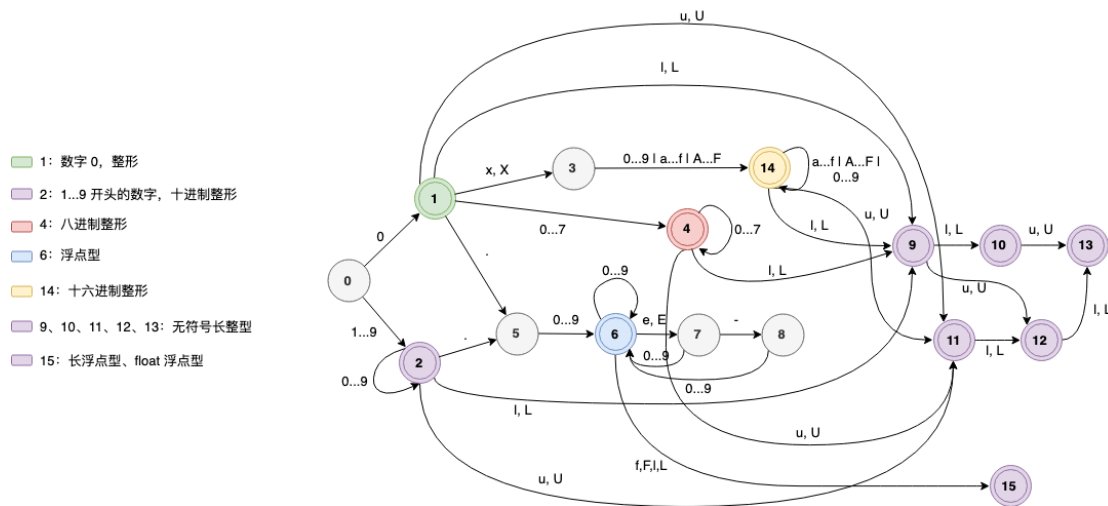 u, U
l, L
1：数字 0，整形
2：1...9 开头的数字，十进制整形
4：八进制整形
6：浮点型
14：十六进制整形
9、10、11、12、13：无符号长整型
15：长浮点型、float 浮点型
x, X
3
0...9 | a...f | A...F
14
a...f | A...F |
0...9
1
0...7
4
0...7
u, U
l, L
9
l, L
10
u, U
13
0
.
l, L
0
0...9
u, U
1...9
.
5
0...9
6
e, E
7
-
8
11
l, L
12
l, L
2
0...9
0...9
0...9
l, L
u, U
f,F,l,L
u, U
15